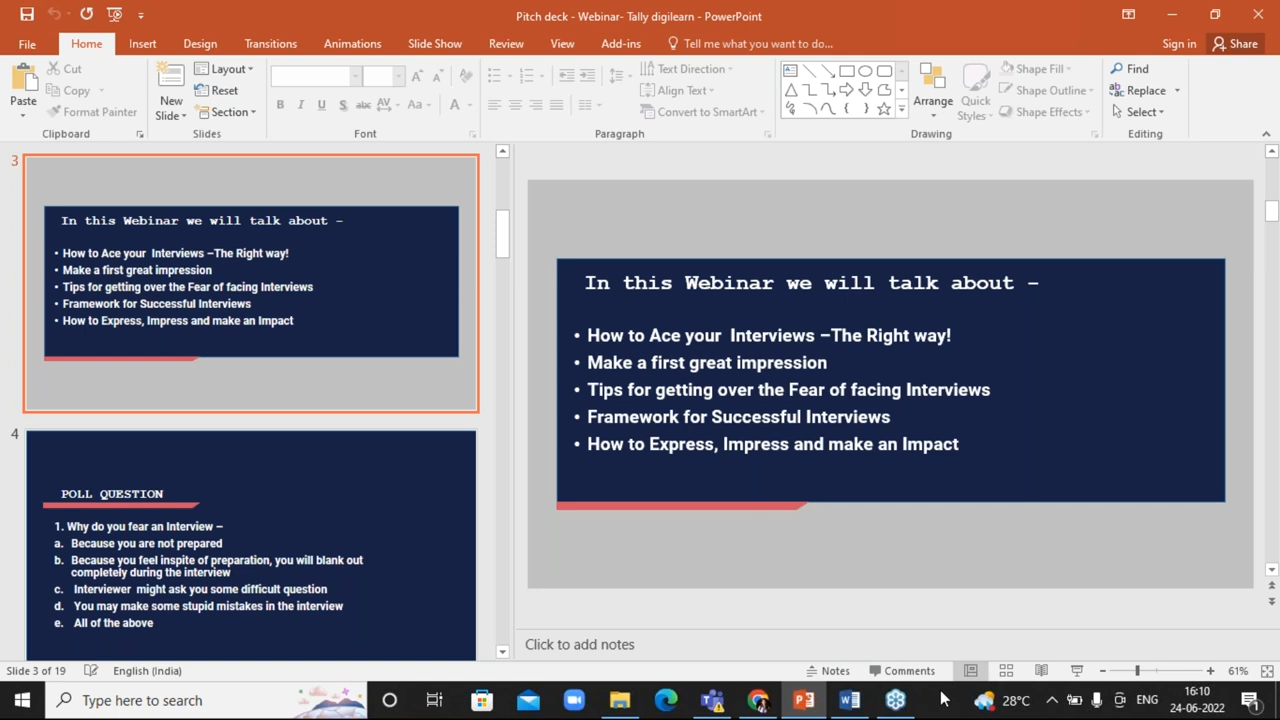 Pitch deck - Webinar- Tally digilearn - PowerPoint
File Home Insert Design Transitions Animations Slide Show Review View Add-ins Tell me what you want to do... Sign in Share
Paste
Cut
Copy
Format Painter
Clipboard
New Slide
Layout
Reset
Section
Slides
B I U S abc AV Aa A
Font
Text Direction
Align Text
Convert to SmartArt
Paragraph
Arrange
Quick Styles
Shape Fill
Shape Outline
Shape Effects
Drawing
Find
Replace
Select
Editing
3
In this Webinar we will talk about –
• How to Ace your  Interviews –The Right way!
• Make a first great impression
• Tips for getting over the Fear of facing Interviews
• Framework for Successful Interviews
• How to Express, Impress and make an Impact
4
POLL QUESTION
1. Why do you fear an Interview –
a. Because you are not prepared
b. Because you feel inspite of preparation, you will blank out
completely during the interview
c. Interviewer  might ask you some difficult question
d. You may make some stupid mistakes in the interview
e. All of the above
In this Webinar we will talk about –
• How to Ace your  Interviews –The Right way!
• Make a first great impression
• Tips for getting over the Fear of facing Interviews
• Framework for Successful Interviews
• How to Express, Impress and make an Impact
Click to add notes
Slide 3 of 19 English (India) Notes Comments 61%
Type here to search 28°C ENG 16:10
24-06-2022